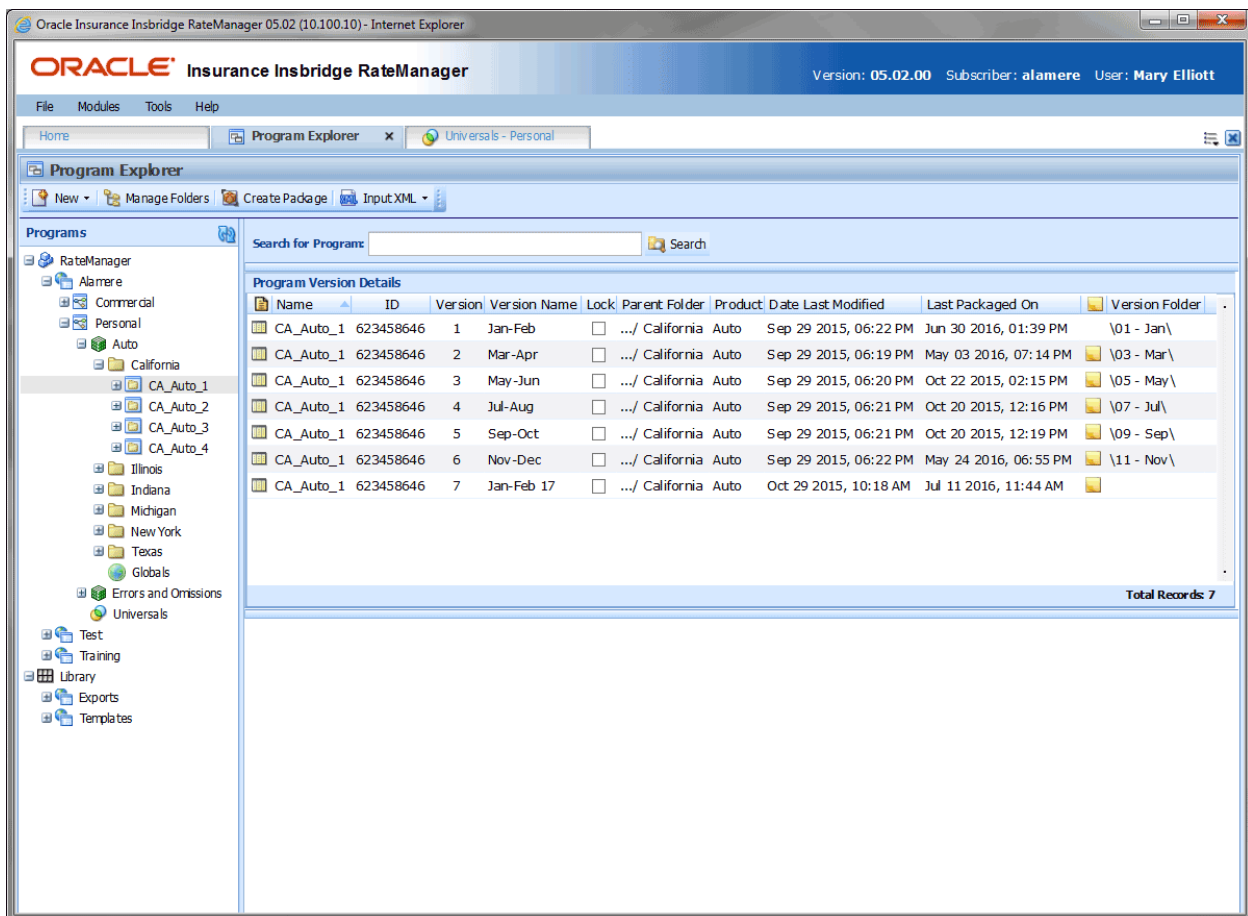 Oracle Insurance Insbridge RateManager 05.02 (10.100.10) - Internet Explorer
ORACLE Insurance Insbridge RateManager
Version: 05.02.00 Subscriber: alamere User: Mary Elliott
File Modules Tools Help
Home Program Explorer x Universals - Personal
Program Explorer
New Manage Folders Create Package Input XML
Programs
RateManager
Alamere
Commercial
Personal
Auto
California
CA_Auto_1
CA_Auto_2
CA_Auto_3
CA_Auto_4
Illinois
Indiana
Michigan
New York
Texas
Globals
Errors and Omissions
Universals
Test
Training
Library
Exports
Templates
Search for Program: Search
Program Version Details
Name ID Version Version Name Lock Parent Folder Product Date Last Modified Last Packaged On Version Folder
CA_Auto_1 623458646 1 Jan-Feb .../ California Auto Sep 29 2015, 06:22 PM Jun 30 2016, 01:39 PM \01 - Jan\
CA_Auto_1 623458646 2 Mar-Apr .../ California Auto Sep 29 2015, 06:19 PM May 03 2016, 07:14 PM \03 - Mar\
CA_Auto_1 623458646 3 May-Jun .../ California Auto Sep 29 2015, 06:20 PM Oct 22 2015, 02:15 PM \05 - May\
CA_Auto_1 623458646 4 Jul-Aug .../ California Auto Sep 29 2015, 06:21 PM Oct 20 2015, 12:16 PM \07 - Jul\
CA_Auto_1 623458646 5 Sep-Oct .../ California Auto Sep 29 2015, 06:21 PM Oct 20 2015, 12:19 PM \09 - Sep\
CA_Auto_1 623458646 6 Nov-Dec .../ California Auto Sep 29 2015, 06:22 PM May 24 2016, 06:55 PM \11 - Nov\
CA_Auto_1 623458646 7 Jan-Feb 17 .../ California Auto Oct 29 2015, 10:18 AM Jul 11 2016, 11:44 AM
Total Records: 7